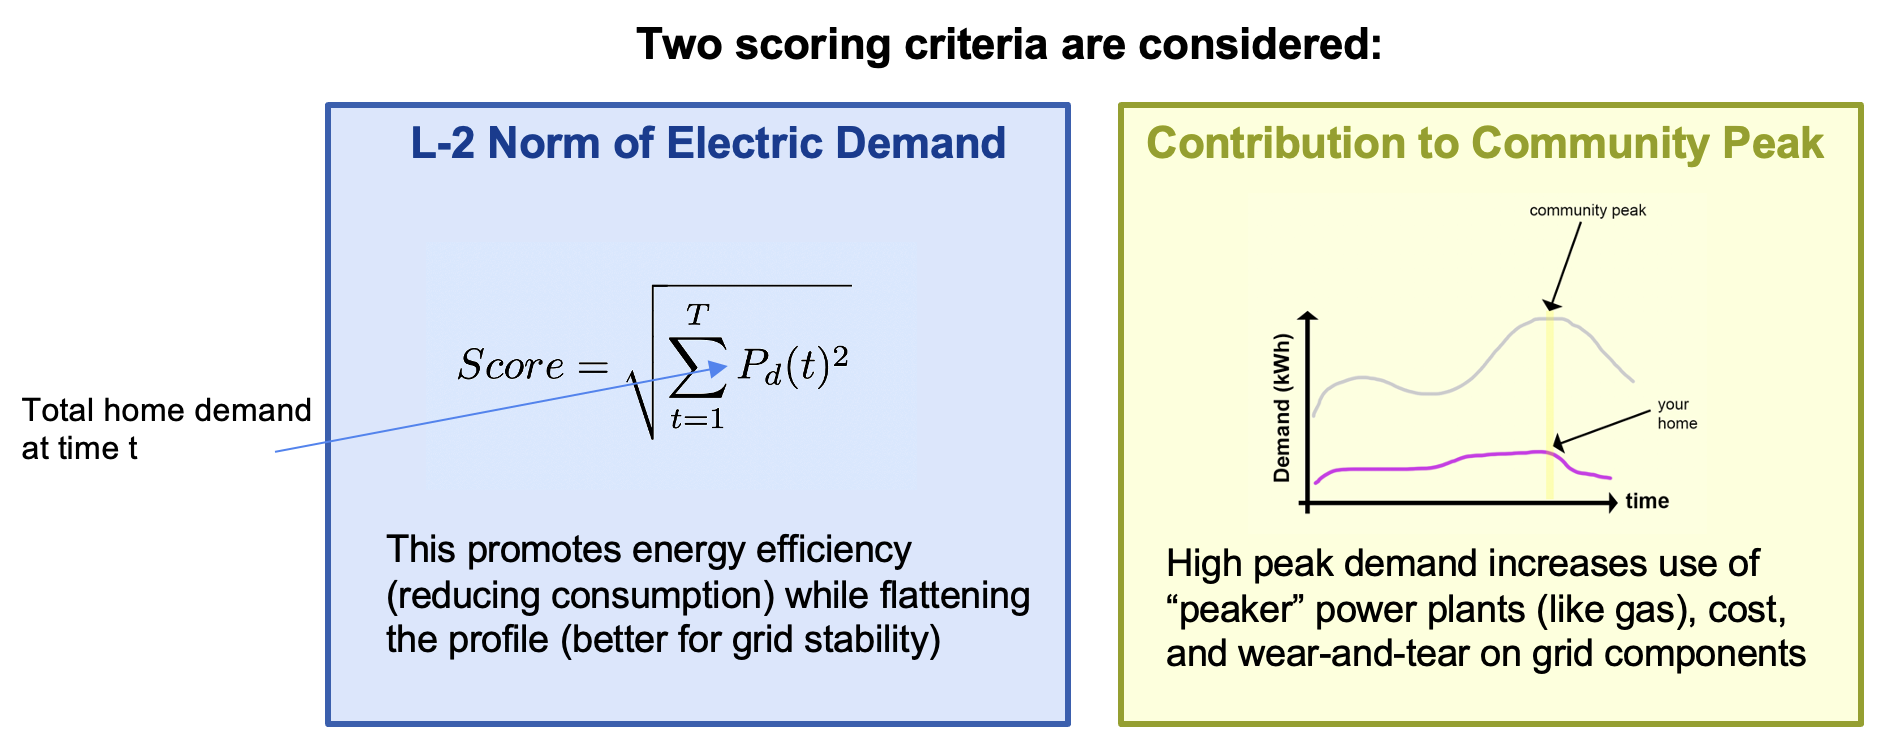 Two scoring criteria are considered:
L-2 Norm of Electric Demand
Score = √∑_{t=1}^{T} P_d(t)²
Total home demand
at time t
This promotes energy efficiency
(reducing consumption) while flattening
the profile (better for grid stability)
Contribution to Community Peak
community peak
Demand (kWh)
your
home
time
High peak demand increases use of
“peaker” power plants (like gas), cost,
and wear-and-tear on grid components